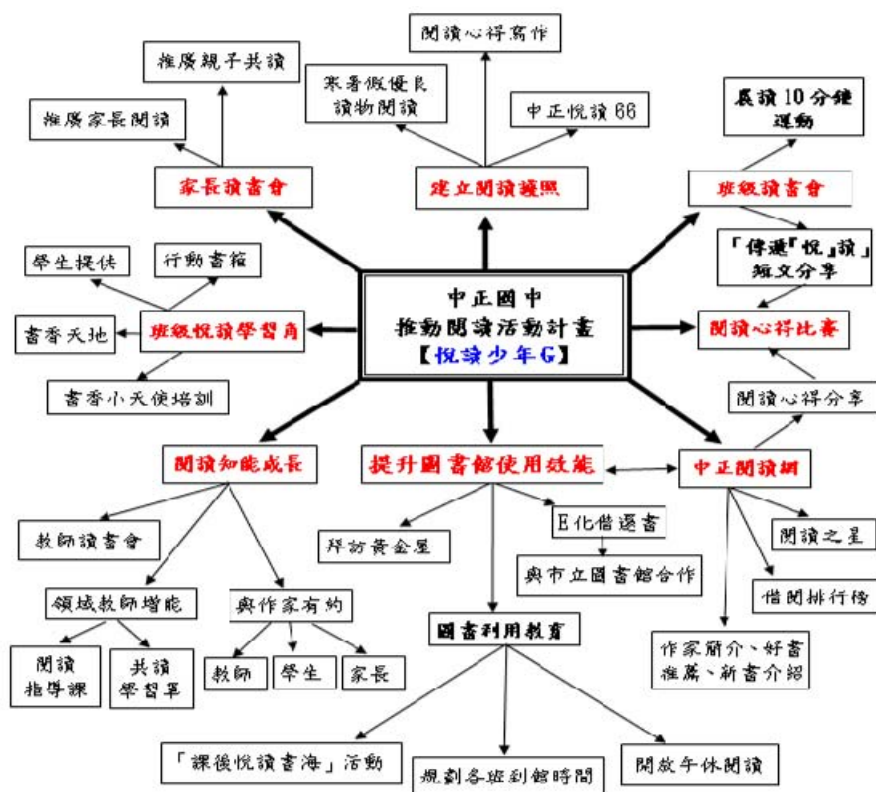 閱讀心得寫作
推廣親子共讀
寒暑假優良
讀物閱讀
中正悅讀 66
晨讀 10 分鐘
運動
推廣家長閱讀
家長讀書會
建立閱讀護照
班級讀書會
「傳遞『悅』讀」
短文分享
學生提供
行動書箱
中正國中
推動閱讀活動計畫
【悅讀少年G】
書香天地
班級悅讀學習角
閱讀心得比賽
書香小天使培訓
閱讀心得分享
閱讀知能成長
提升圖書館使用效能
中正閱讀網
教師讀書會
拜訪黃金屋
E化借還書
閱讀之星
與市立圖書館合作
領域教師增能
與作家有約
借閱排行榜
圖書利用教育
閱讀
指導課
共讀
學習單
教師
學生
家長
作家簡介、好書
推薦、新書介紹
「課後悅讀書海」活動
規劃各班到館時間
開放午休閱讀